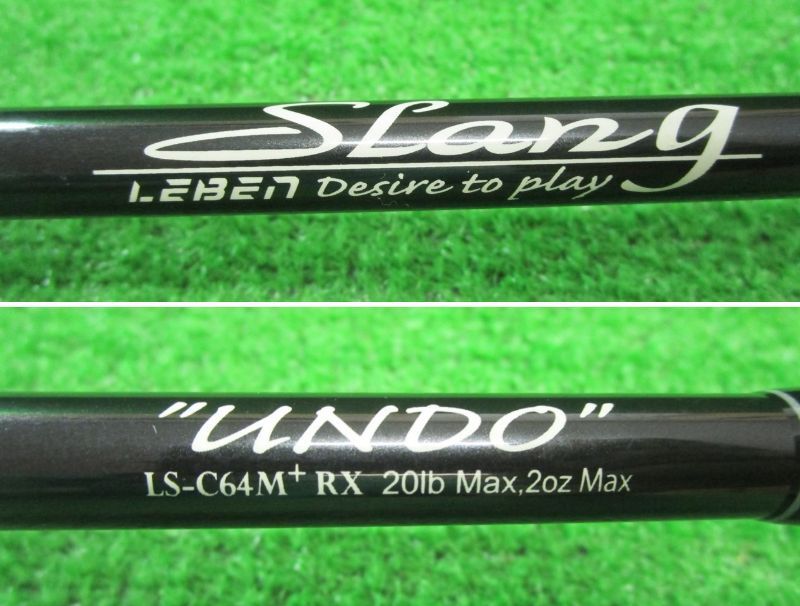 Slang
LEBEN Desire to play
"UNDO"
LS-C64M+ RX 20lb Max,2oz Max